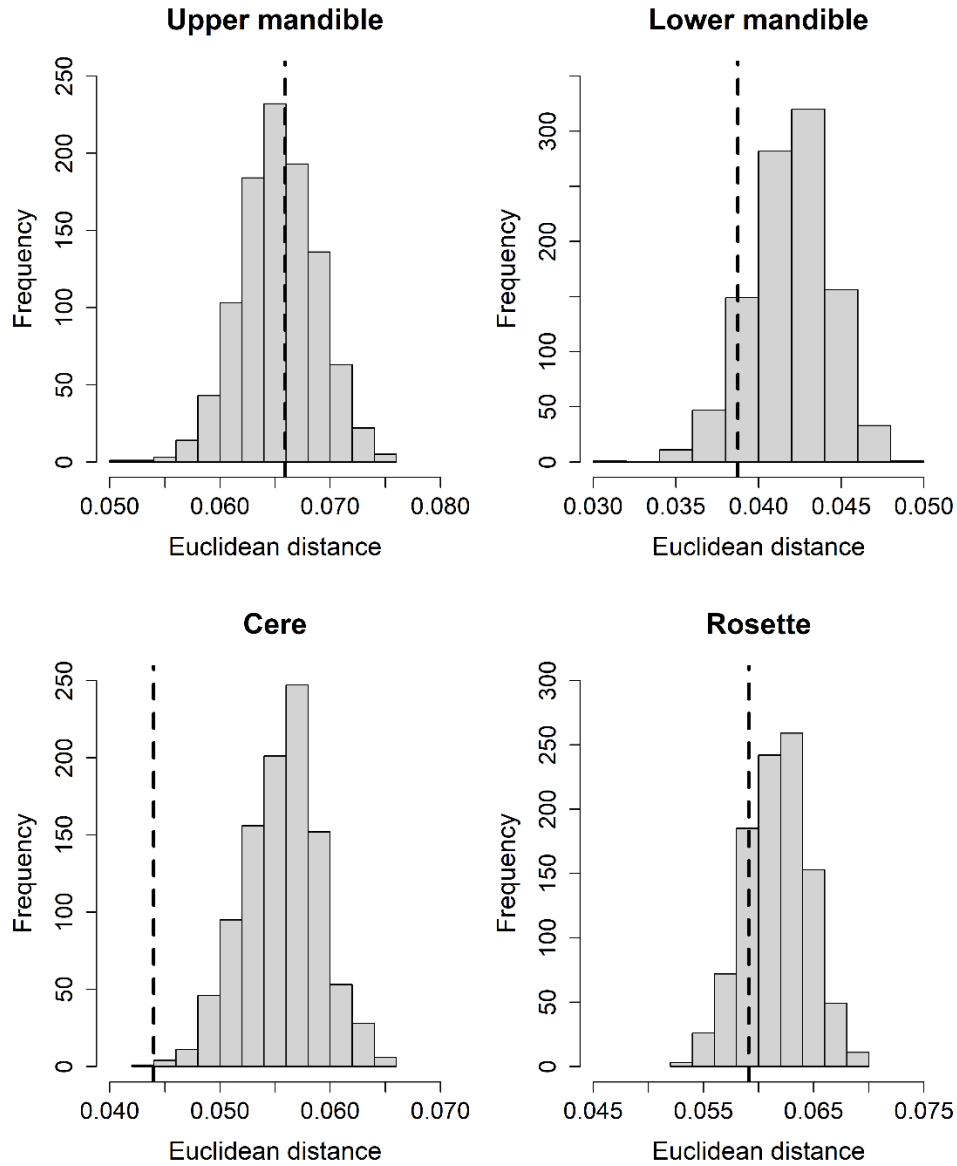 Upper mandible
Frequency
0 50 100 150 200 250
0.050 0.060 0.070 0.080
Euclidean distance
Lower mandible
Frequency
0 50 100 200 300
0.030 0.035 0.040 0.045 0.050
Euclidean distance
Cere
Frequency
0 50 100 150 200 250
0.040 0.050 0.060 0.070
Euclidean distance
Rosette
Frequency
0 50 100 150 200 250 300
0.045 0.055 0.065 0.075
Euclidean distance